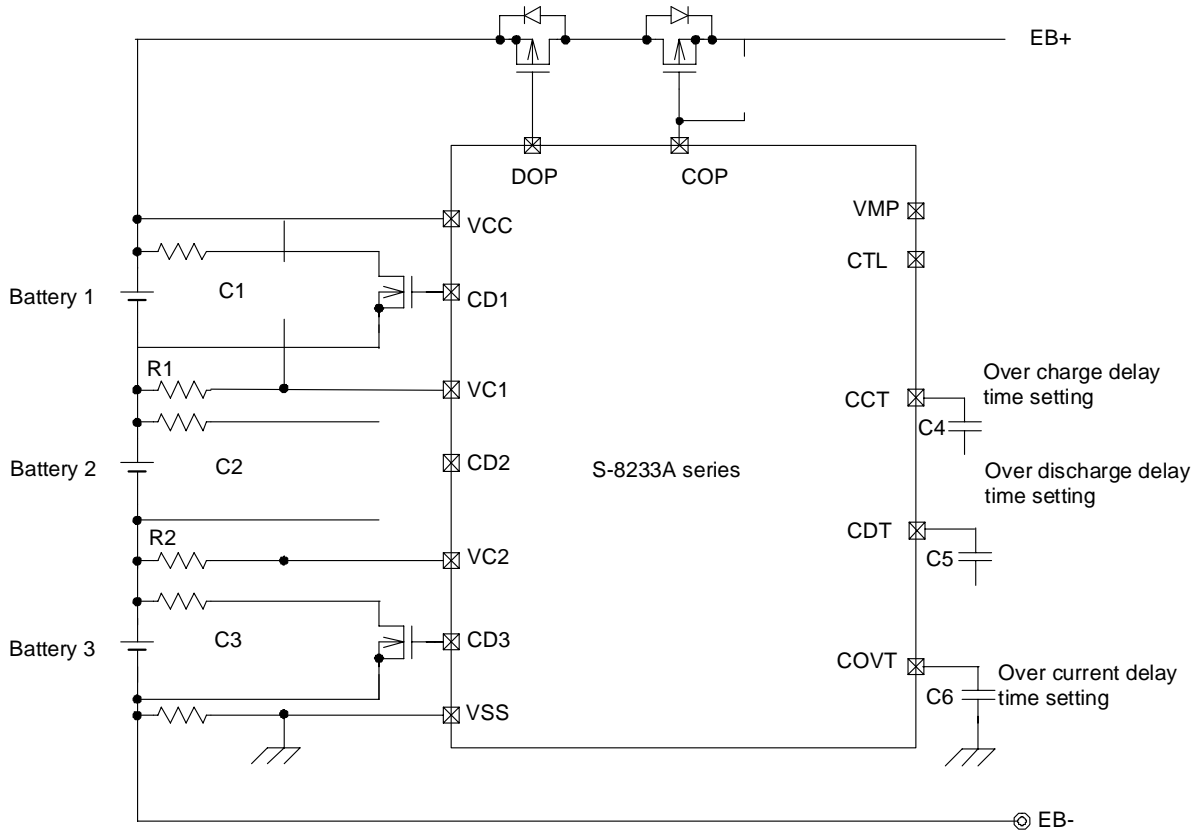 EB+
DOP
COP
VCC
VMP
CTL
C1
Battery 1
CD1
R1
VC1
Over charge delay
time setting
CCT
C4
Battery 2
C2
CD2
S-8233A series
Over discharge delay
time setting
R2
VC2
CDT
C5
Battery 3
C3
CD3
COVT
Over current delay
time setting
C6
VSS
EB-